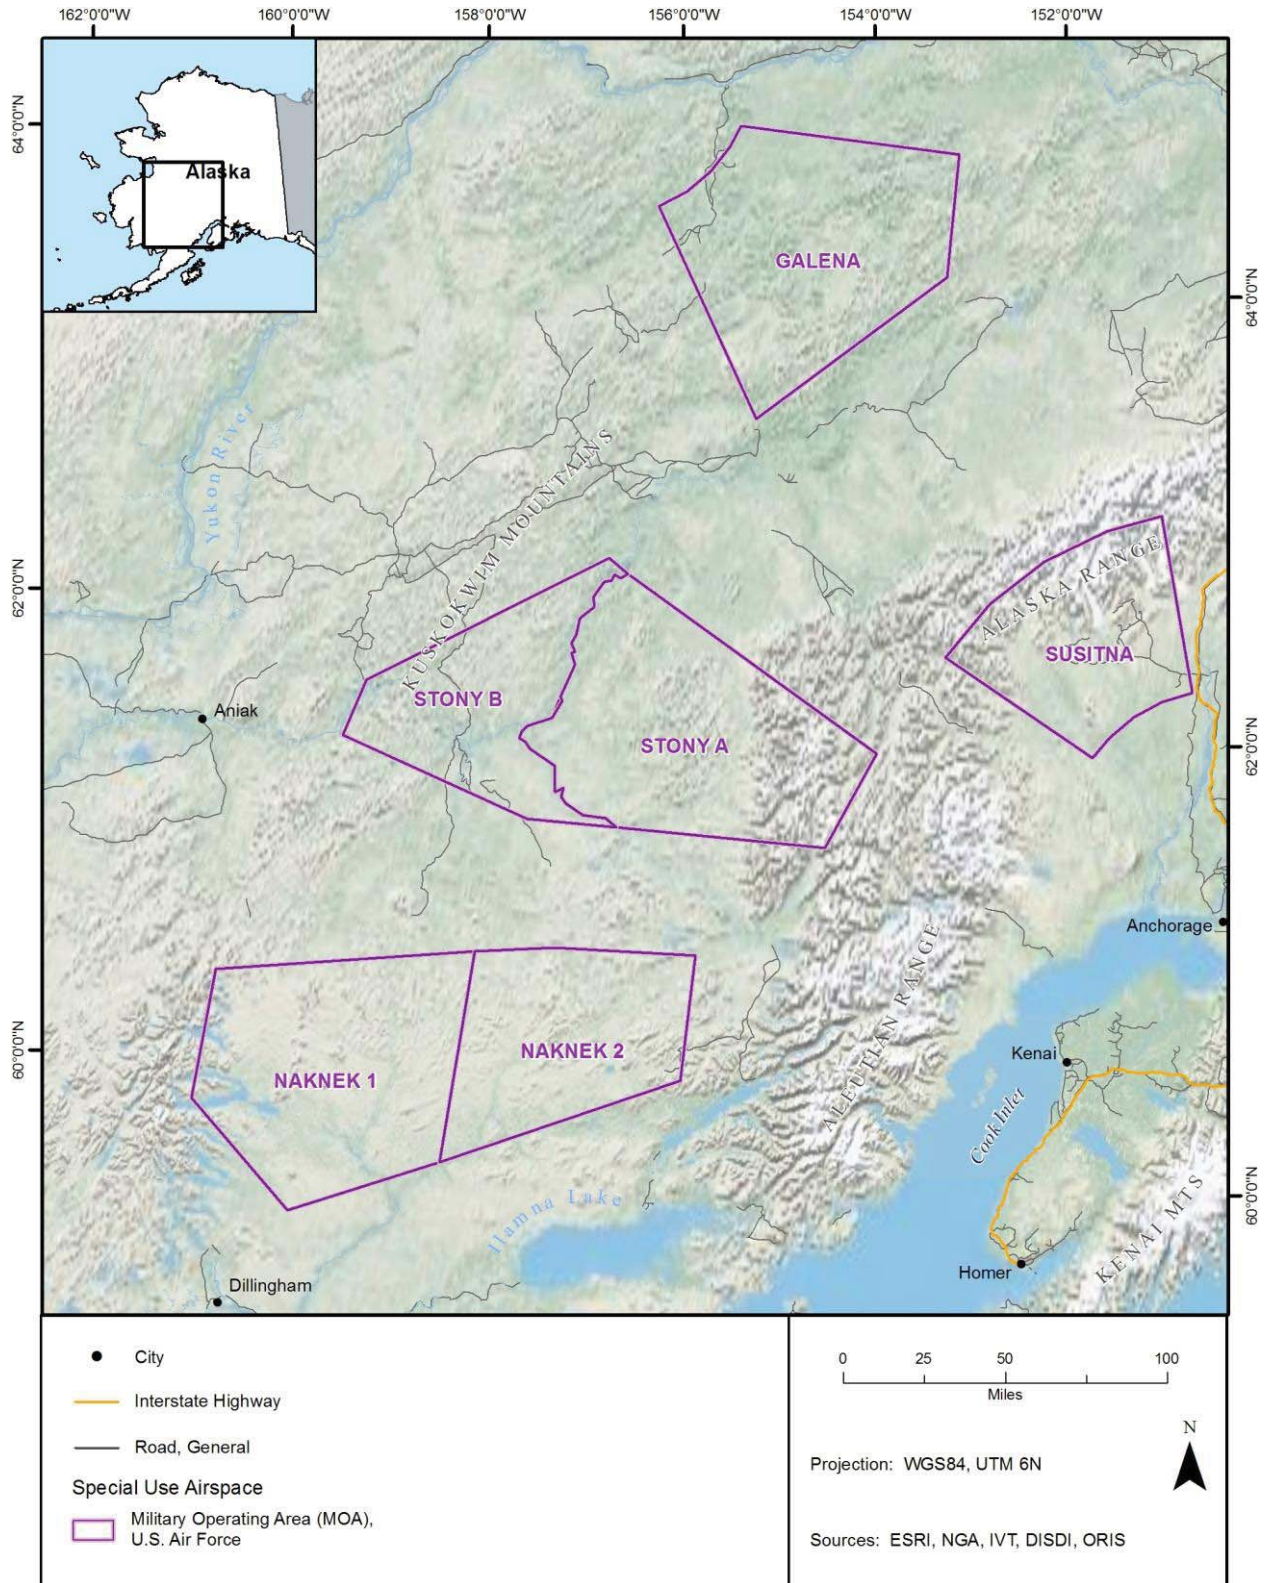 162°0'0"W
160°0'0"W
158°0'0"W
156°0'0"W
154°0'0"W
152°0'0"W
64°0'0"N
Alaska
GALENA
64°0'0"N
Yukon River
KUSKOKWIM MOUNTAINS
62°0'0"N
ALASKA RANGE
SUSITNA
STONY B
Aniak
STONY A
62°0'0"N
Anchorage
ALEUTIAN RANGE
NAKNEK 2
Kenai
60°0'0"N
NAKNEK 1
Cook Inlet
60°0'0"N
Ilamna Lake
KENAI MTS
Homer
Dillingham
City
Interstate Highway
Road, General
Special Use Airspace
Military Operating Area (MOA),
U.S. Air Force
0 25 50 100
Miles
N
Projection: WGS84, UTM 6N
Sources: ESRI, NGA, IVT, DISDI, ORIS